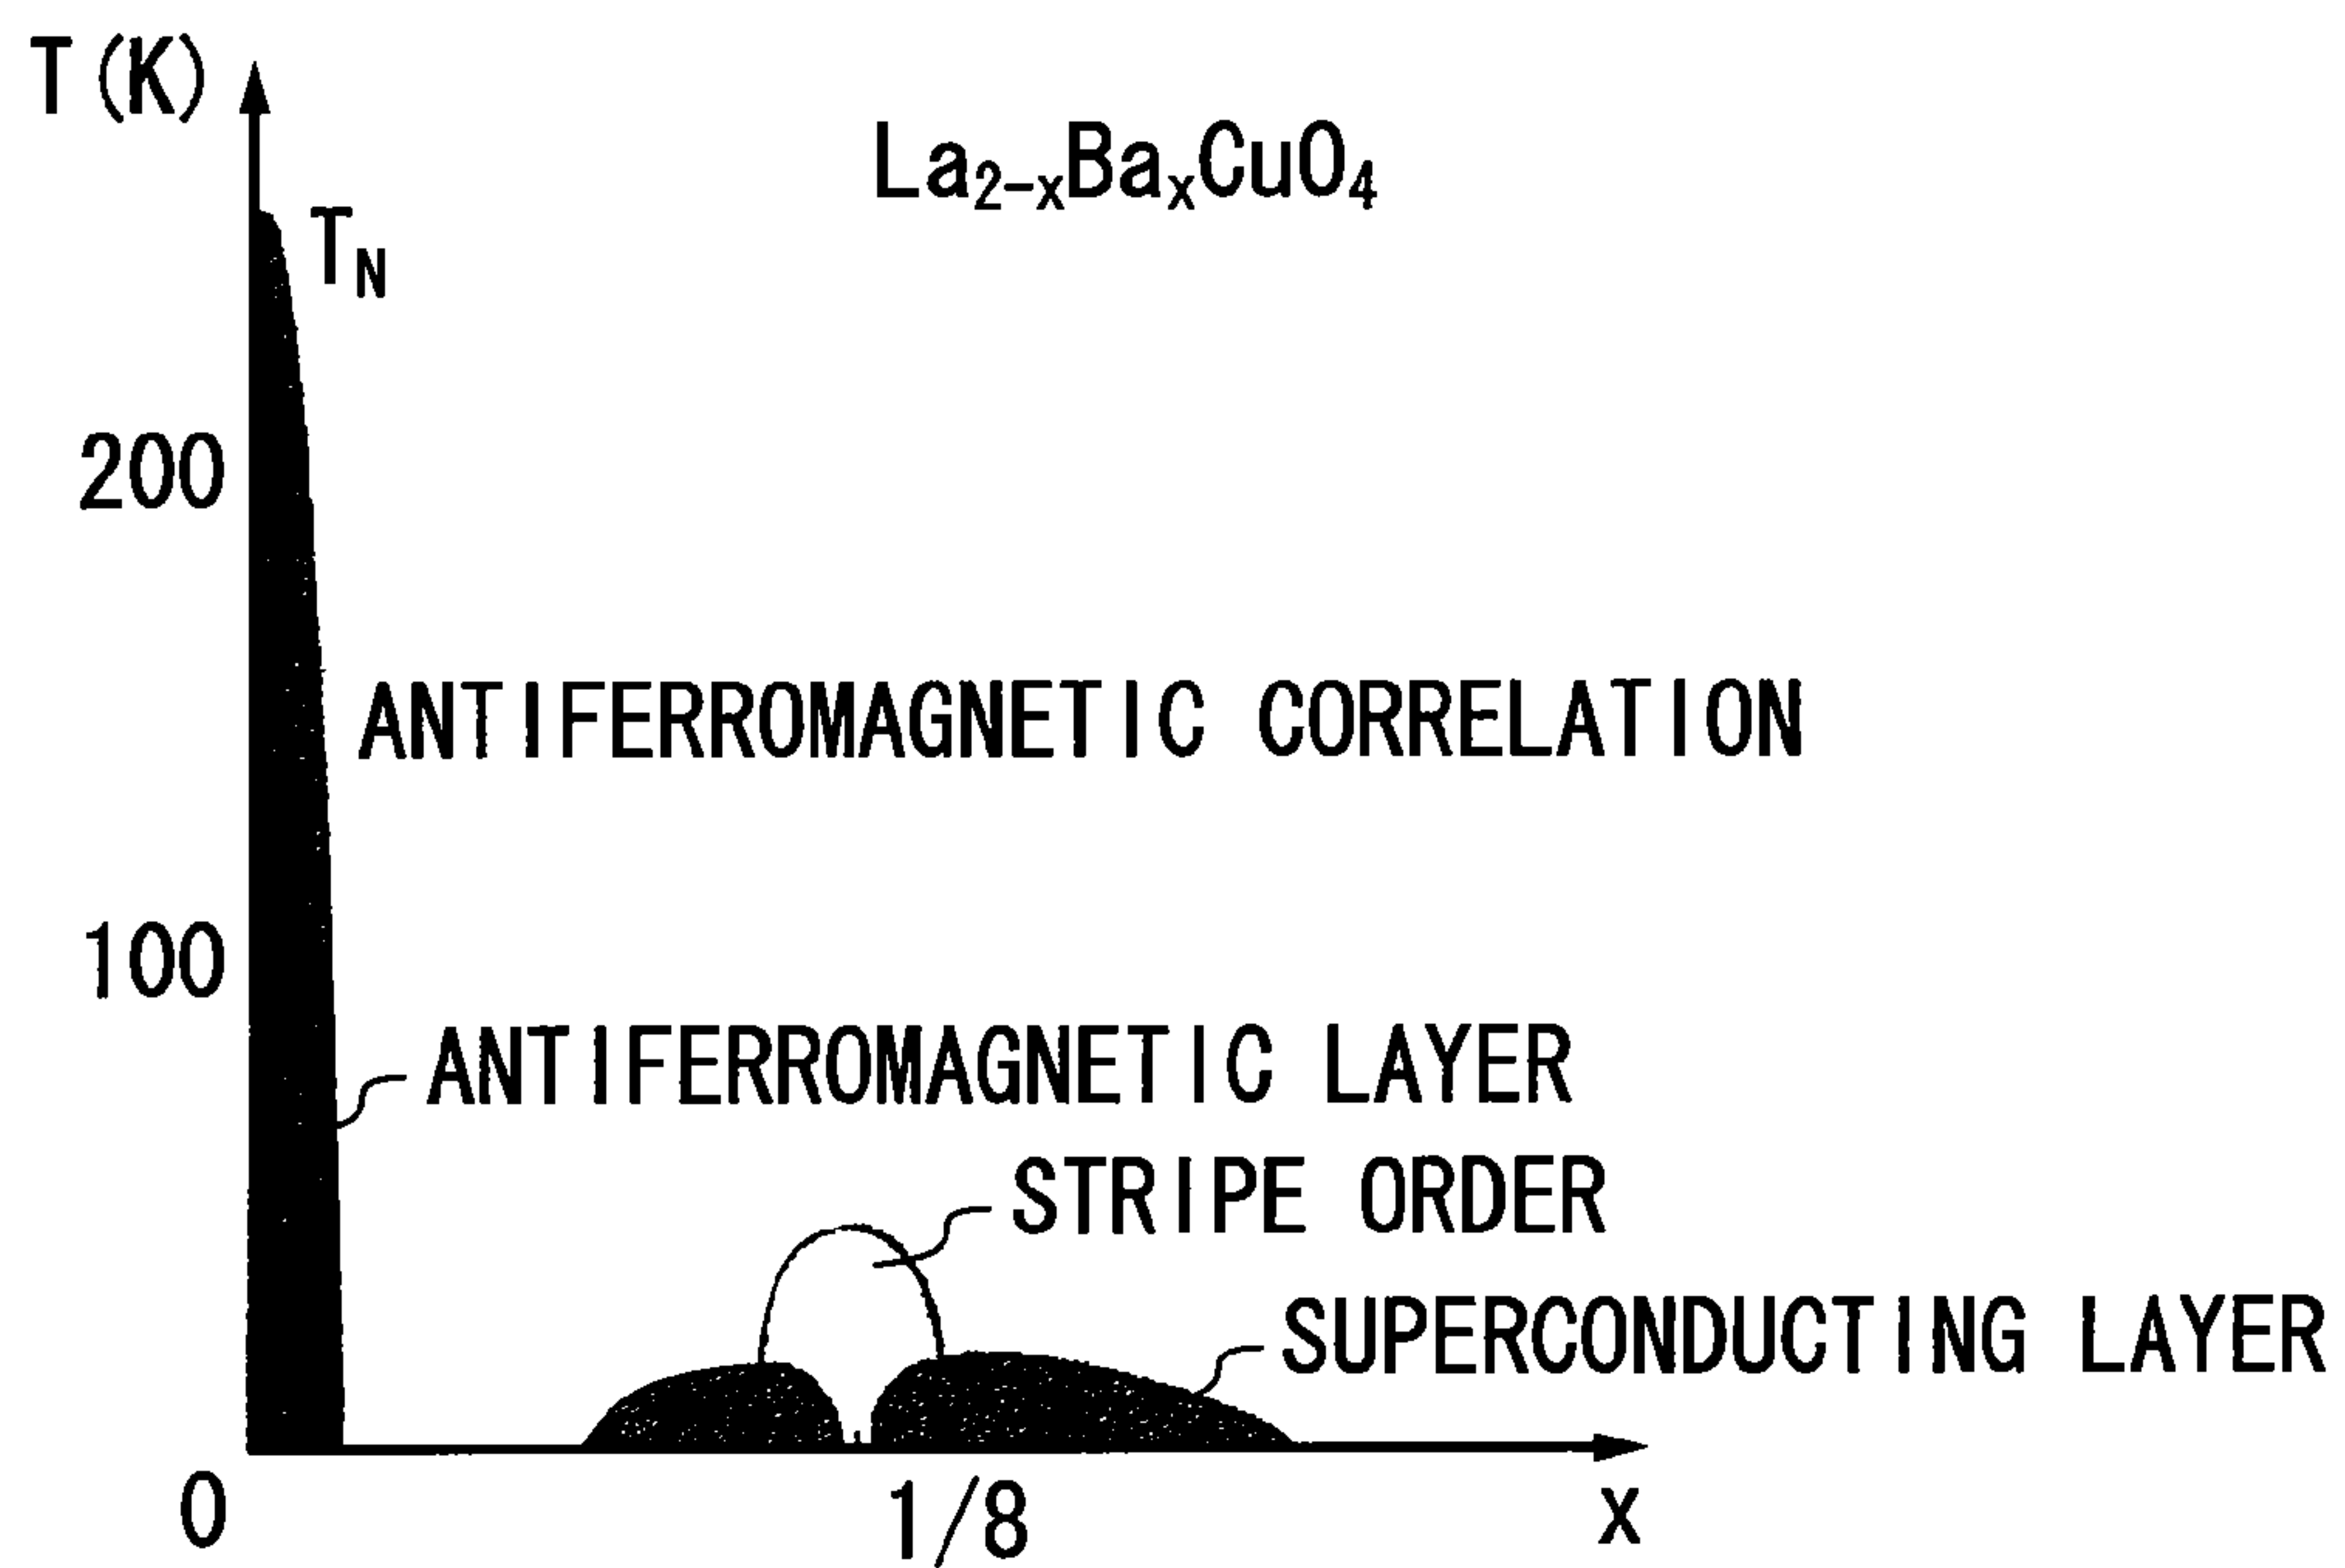 T(K)
La2-xBaxCuO4
TN
200
ANTIFERROMAGNETIC CORRELATION
100
ANTIFERROMAGNETIC LAYER
STRIPE ORDER
SUPERCONDUCTING LAYER
0
1/8
x